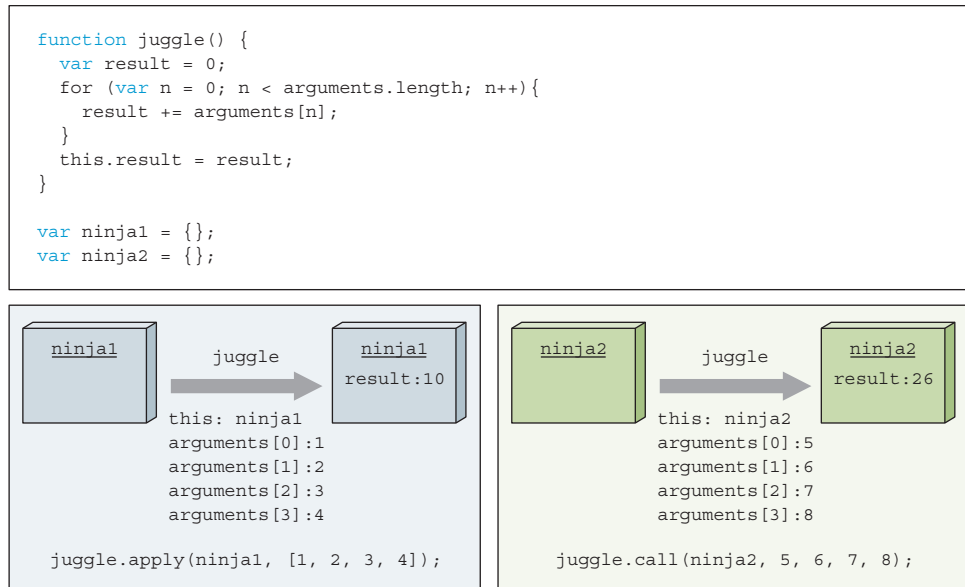 function juggle() {
  var result = 0;
  for (var n = 0; n < arguments.length; n++){
    result += arguments[n];
  }
  this.result = result;
}
var ninja1 = {};
var ninja2 = {};
ninja1
juggle
ninja1
result:10
this: ninja1
arguments[0]:1
arguments[1]:2
arguments[2]:3
arguments[3]:4
juggle.apply(ninja1, [1, 2, 3, 4]);
ninja2
juggle
ninja2
result:26
this: ninja2
arguments[0]:5
arguments[1]:6
arguments[2]:7
arguments[3]:8
juggle.call(ninja2, 5, 6, 7, 8);